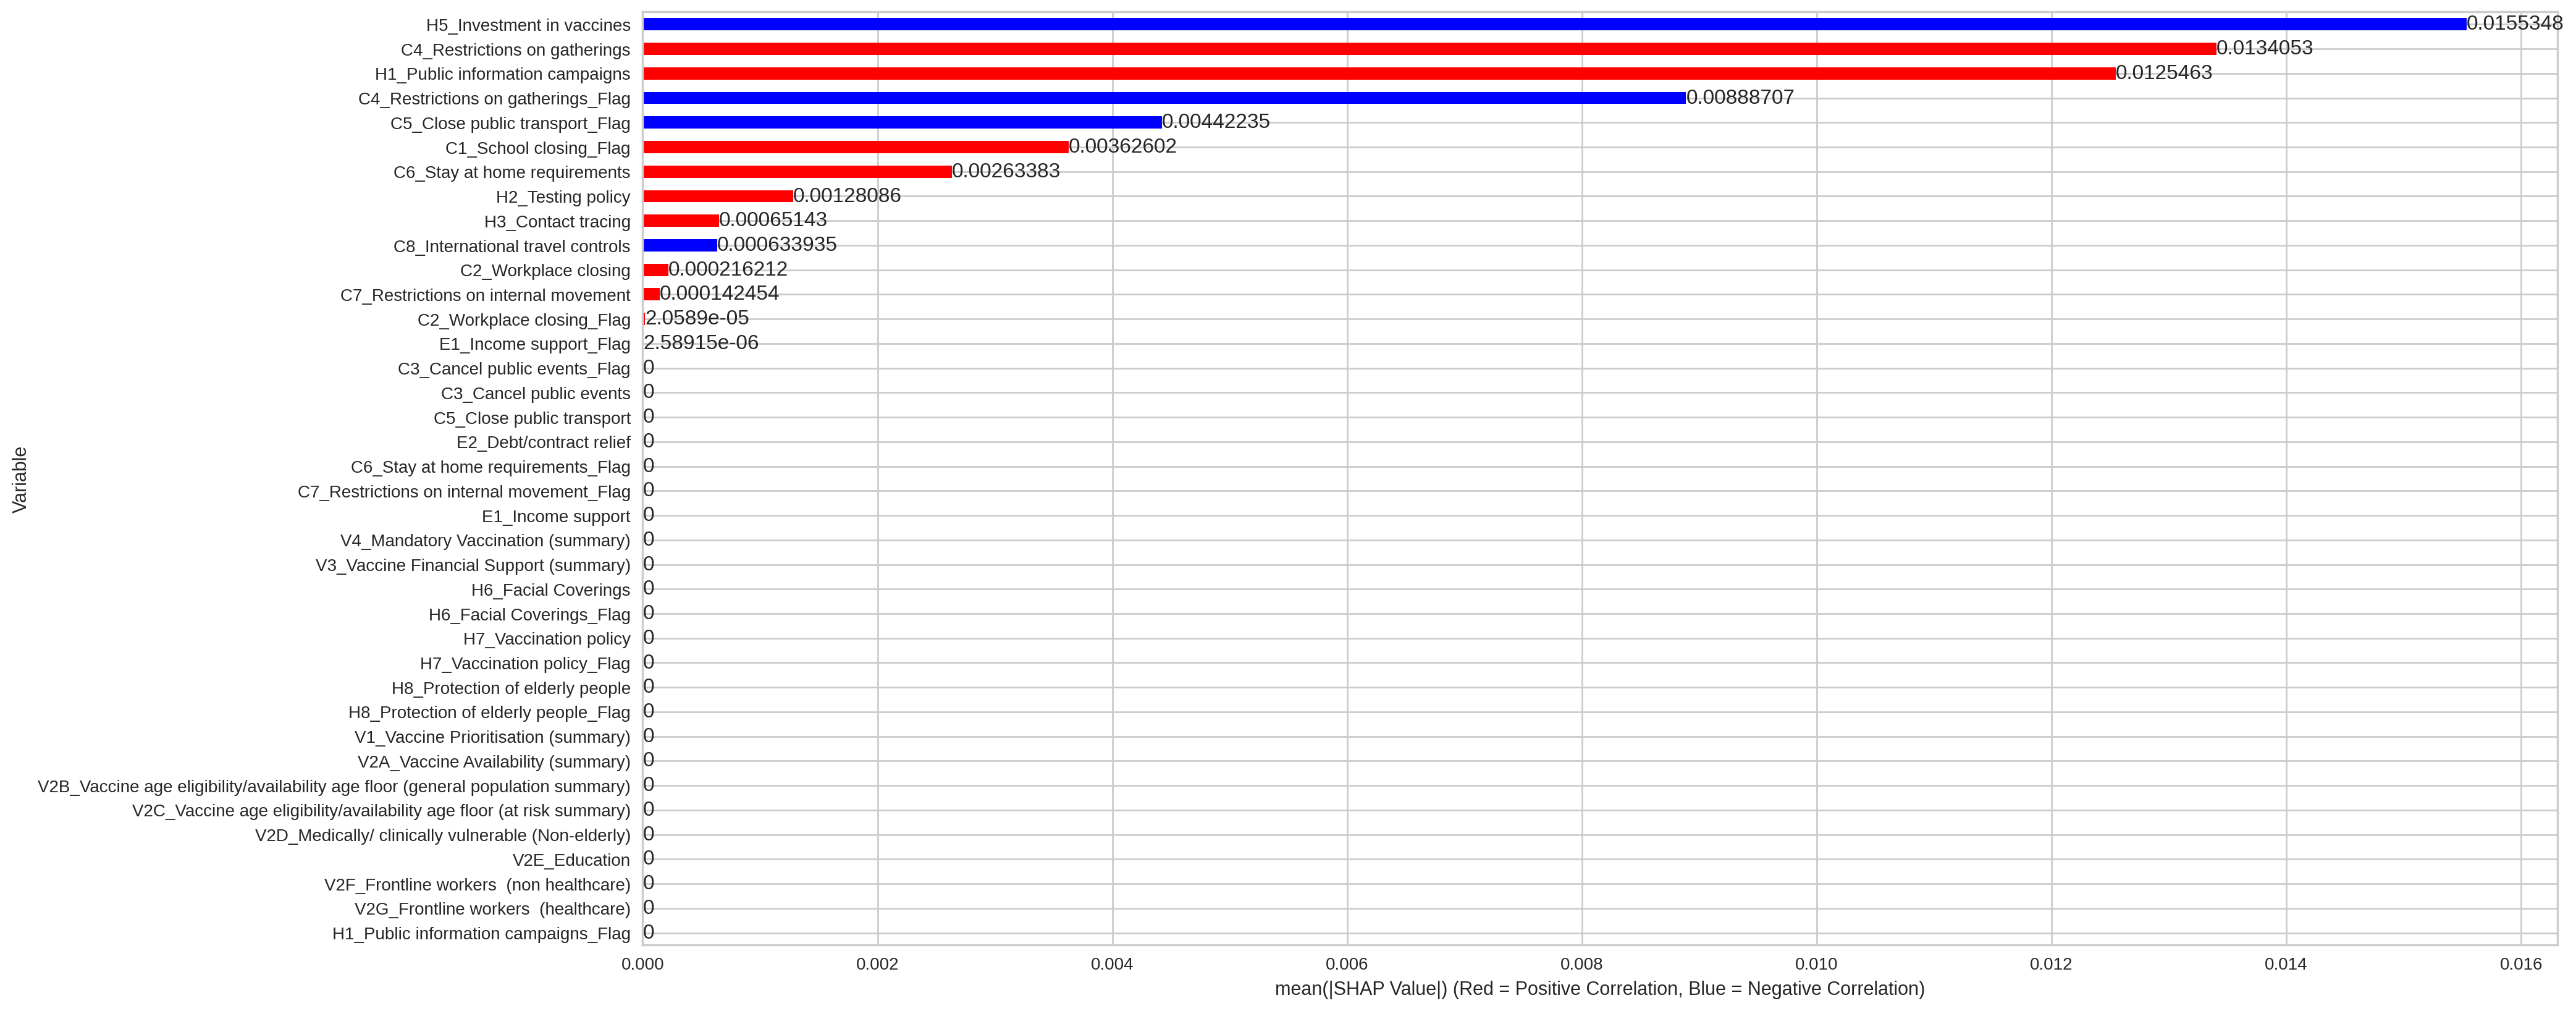 H5_Investment in vaccines 0.0155348
C4_Restrictions on gatherings 0.0134053
H1_Public information campaigns 0.0125463
C4_Restrictions on gatherings_Flag 0.00888707
C5_Close public transport_Flag 0.00442235
C1_School closing_Flag 0.00362602
C6_Stay at home requirements 0.00263383
H2_Testing policy 0.00128086
H3_Contact tracing 0.00065143
C8_International travel controls 0.000633935
C2_Workplace closing 0.000216212
C7_Restrictions on internal movement 0.000142454
C2_Workplace closing_Flag 2.0589e-05
E1_Income support_Flag 2.58915e-06
C3_Cancel public events_Flag 0
C3_Cancel public events 0
C5_Close public transport 0
E2_Debt/contract relief 0
C6_Stay at home requirements_Flag 0
C7_Restrictions on internal movement_Flag 0
E1_Income support 0
V4_Mandatory Vaccination (summary) 0
V3_Vaccine Financial Support (summary) 0
H6_Facial Coverings 0
H6_Facial Coverings_Flag 0
H7_Vaccination policy 0
H7_Vaccination policy_Flag 0
H8_Protection of elderly people 0
H8_Protection of elderly people_Flag 0
V1_Vaccine Prioritisation (summary) 0
V2A_Vaccine Availability (summary) 0
V2B_Vaccine age eligibility/availability age floor (general population summary) 0
V2C_Vaccine age eligibility/availability age floor (at risk summary) 0
V2D_Medically/ clinically vulnerable (Non-elderly) 0
V2E_Education 0
V2F_Frontline workers  (non healthcare) 0
V2G_Frontline workers  (healthcare) 0
H1_Public information campaigns_Flag 0
Variable
0.000 0.002 0.004 0.006 0.008 0.010 0.012 0.014 0.016
mean(|SHAP Value|) (Red = Positive Correlation, Blue = Negative Correlation)